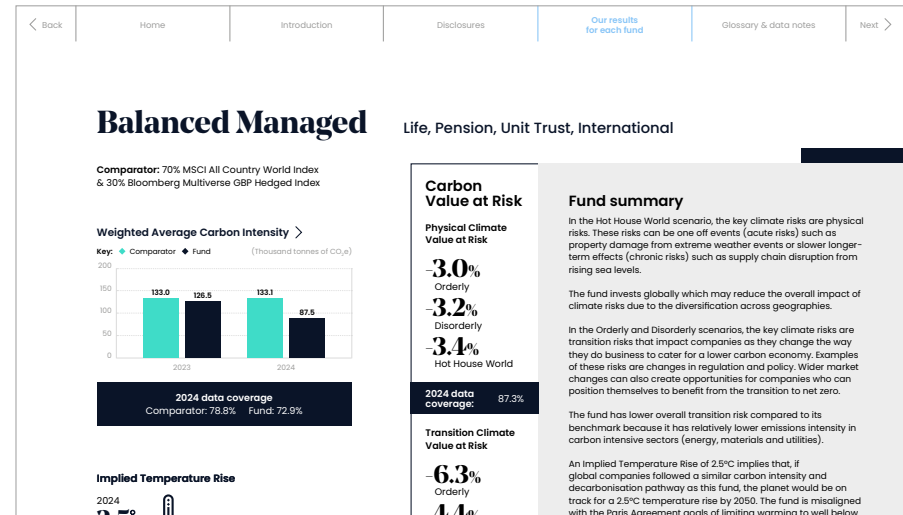 Back
Home
Introduction
Disclosures
Our results
for each fund
Glossary & data notes
Next
Balanced Managed
Life, Pension, Unit Trust, International
Comparator: 70% MSCI All Country World Index
& 30% Bloomberg Multiverse GBP Hedged Index
Weighted Average Carbon Intensity
Key: Comparator Fund (Thousand tonnes of CO₂e)
200
150
100
50
0
133.0
126.5
133.1
87.5
2023
2024
2024 data coverage
Comparator: 78.8% Fund: 72.9%
Implied Temperature Rise
2024
Carbon
Value at Risk
Physical Climate
Value at Risk
-3.0%
Orderly
-3.2%
Disorderly
-3.4%
Hot House World
2024 data
coverage:
87.3%
Transition Climate
Value at Risk
-6.3%
Orderly
Fund summary
In the Hot House World scenario, the key climate risks are physical
risks. These risks can be one off events (acute risks) such as
property damage from extreme weather events or slower longer-
term effects (chronic risks) such as supply chain disruption from
rising sea levels.
The fund invests globally which may reduce the overall impact of
climate risks due to the diversification across geographies.
In the Orderly and Disorderly scenarios, the key climate risks are
transition risks that impact companies as they change the way
they do business to cater for a lower carbon economy. Examples
of these risks are changes in regulation and policy. Wider market
changes can also create opportunities for companies who can
position themselves to benefit from the transition to net zero.
The fund has lower overall transition risk compared to its
benchmark because it has relatively lower emissions intensity in
carbon intensive sectors (energy, materials and utilities).
An Implied Temperature Rise of 2.5°C implies that, if
global companies followed a similar carbon intensity and
decarbonisation pathway as this fund, the planet would be on
track for a 2.5°C temperature rise by 2050. The fund is misaligned
with the Paris Agreement goals of limiting warming to well below